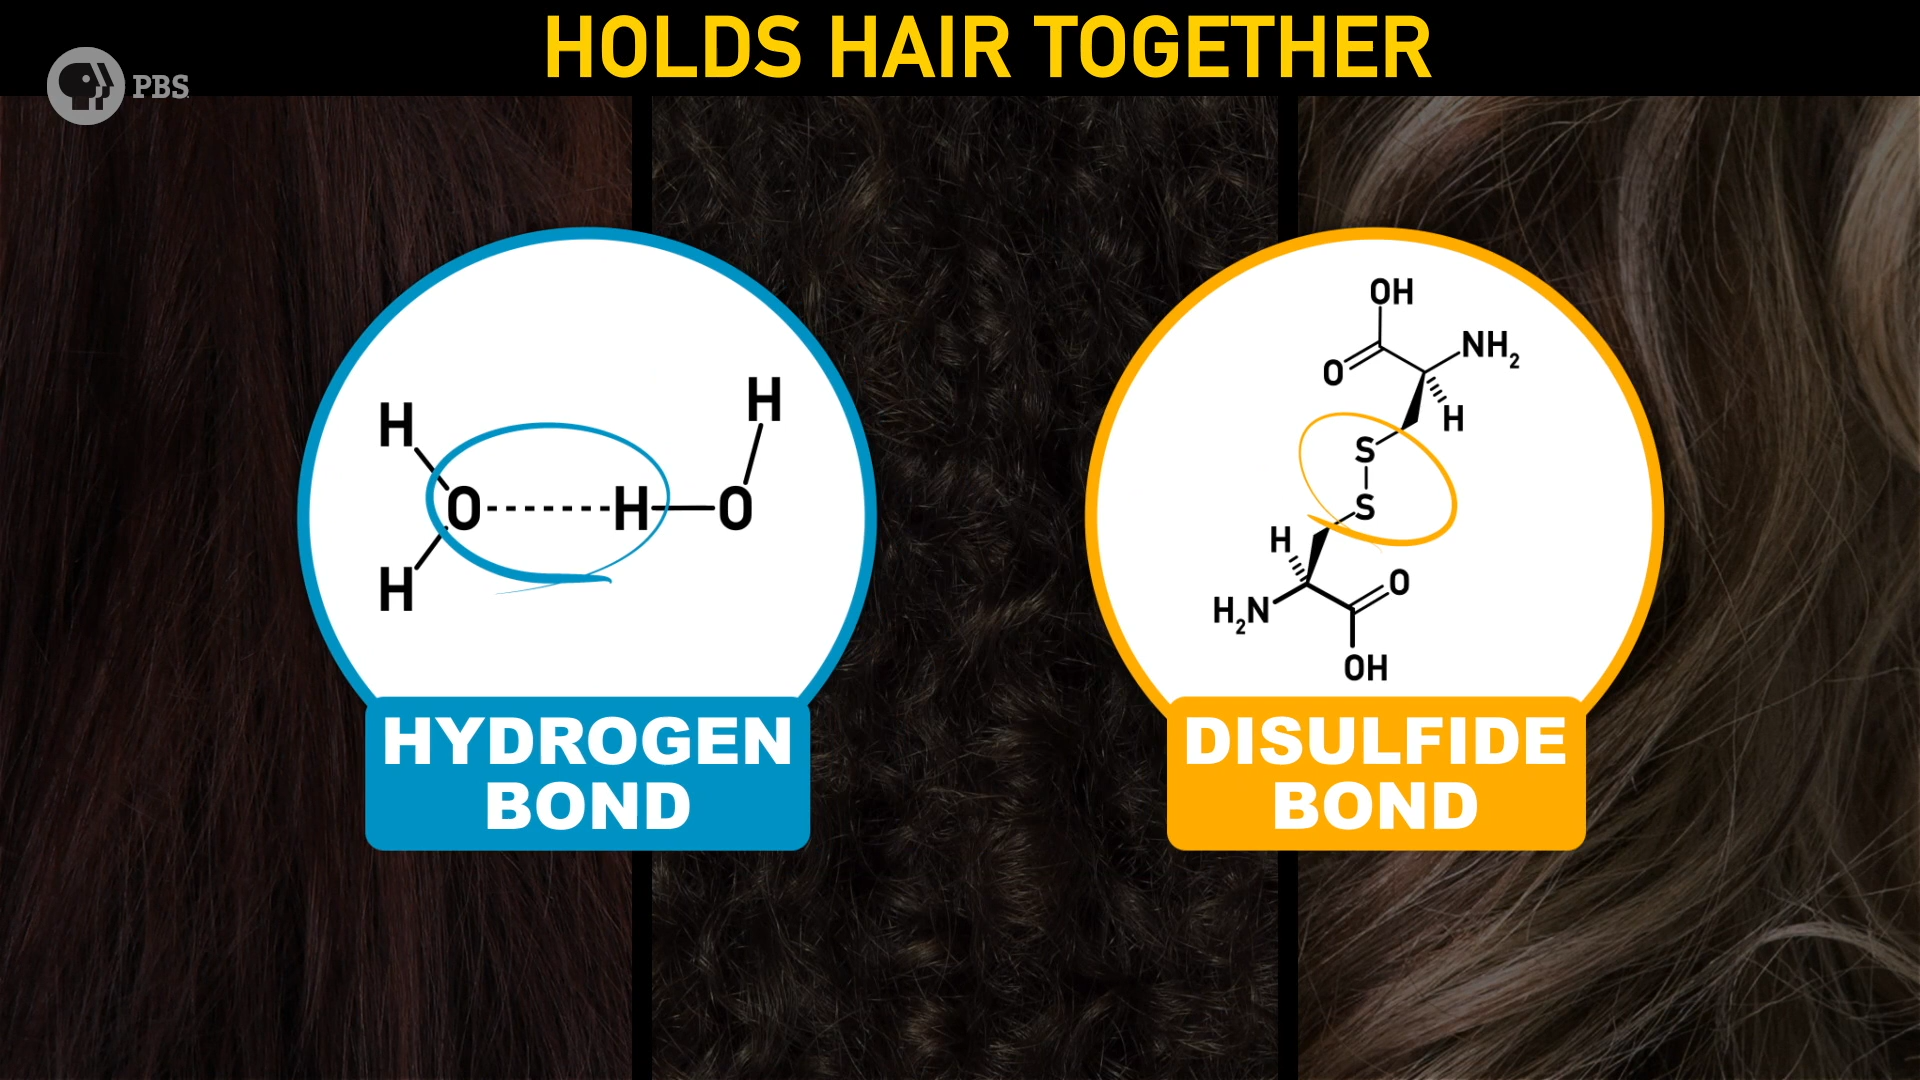 HOLDS HAIR TOGETHER
PBS
H
H
O
H
O
H
HYDROGEN
BOND
OH
O
NH₂
H
S
S
H
O
H₂N
OH
DISULFIDE
BOND